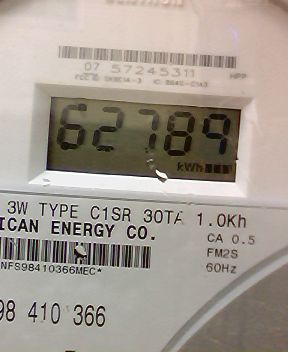 07 57245311
HPP
62789
kWh
3W TYPE C1SR 30TA 1.0Kh
ICAN ENERGY CO.
CA 0.5
FM2S
60Hz
NFS98410366MEC*
98 410 366